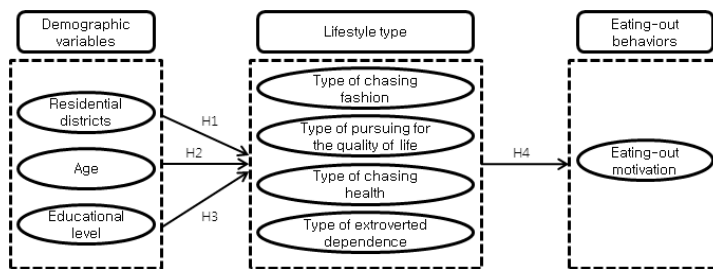 Demographic
variables
Lifestyle type
Eating-out
behaviors
Residential
districts
Age
Educational
level
H1
H2
H3
Type of chasing
fashion
Type of pursuing for
the quality of life
Type of chasing
health
Type of extroverted
dependence
H4
Eating-out
motivation